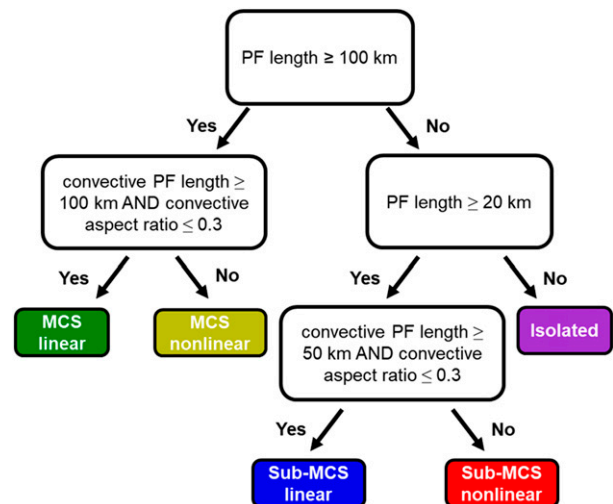 PF length ≥ 100 km
Yes
No
convective PF length ≥
100 km AND convective
aspect ratio ≤ 0.3
PF length ≥ 20 km
Yes
No
Yes
No
MCS
linear
MCS
nonlinear
convective PF length ≥
50 km AND convective
aspect ratio ≤ 0.3
Isolated
Yes
No
Sub-MCS
linear
Sub-MCS
nonlinear